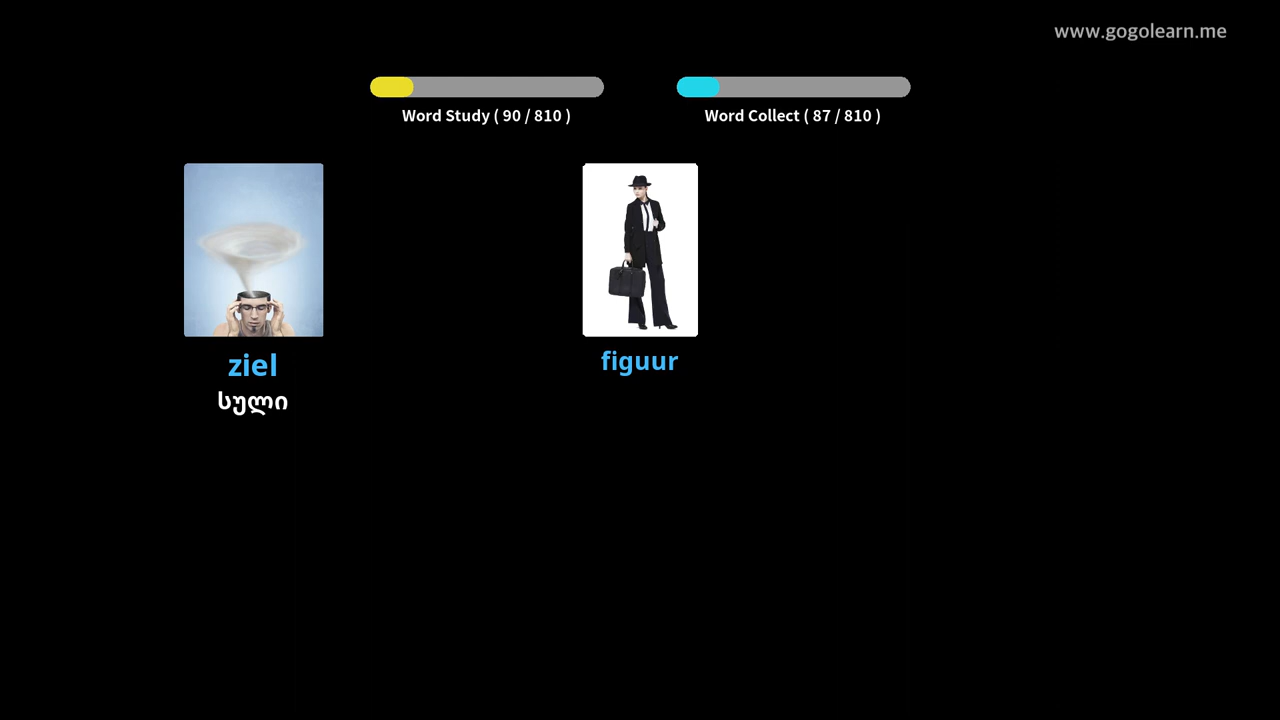 www.gogolearn.me
Word Study ( 90 / 810 )
Word Collect ( 87 / 810 )
ziel
სული
figuur